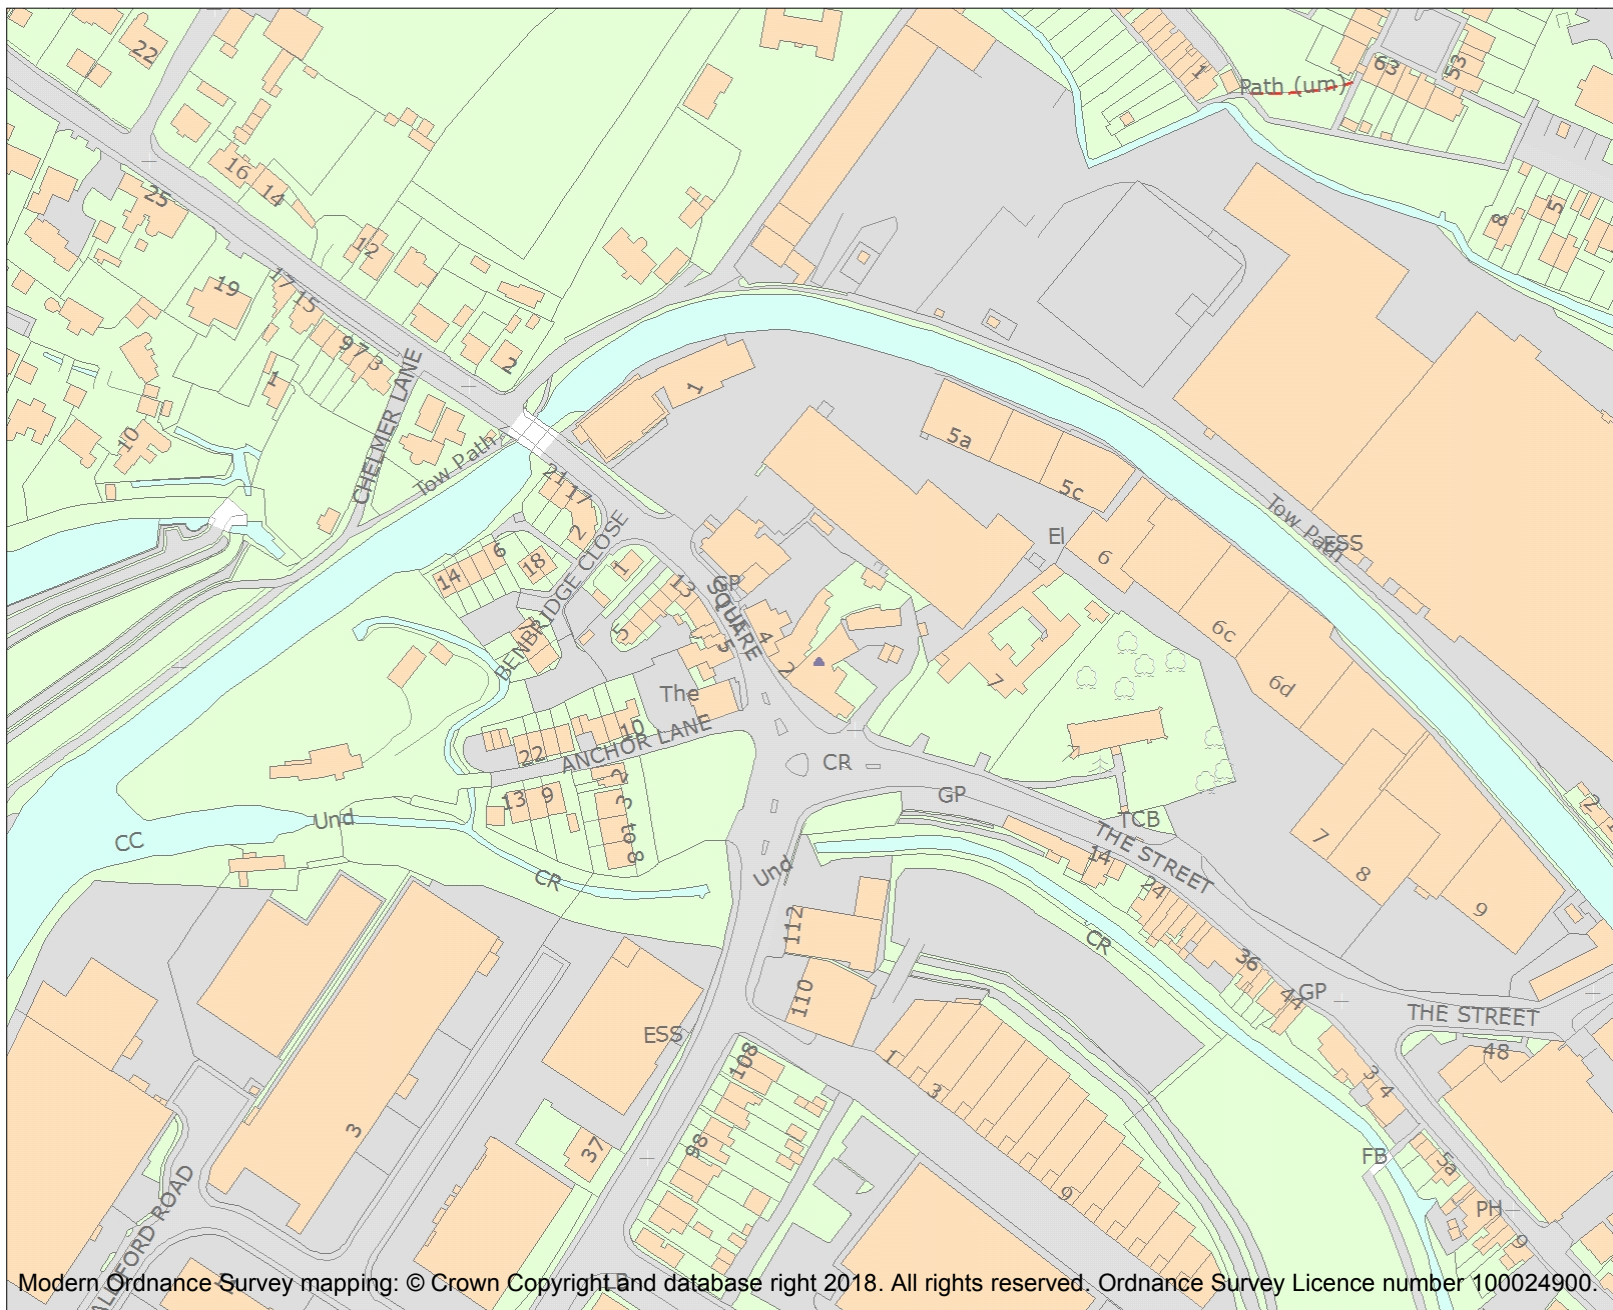 22
1
Path (um)
63
53
16
14
25
12
8
5
19
17
15
9
7
3
2
1
1
10
CHELMER LANE
Tow Path
5a
5c
21
17
2
Tow Path
ESS
El
6
14
6
18
1
13
GP
SQUARE
BENBRIDGE CLOSE
5
5
4
2
7
6c
6d
7
The
10
22
ANCHOR LANE
CR
2
13
9
3 to 8
GP
TCB
2
THE STREET
14
7
8
9
CC
Und
CR
Und
24
112
CR
36
44
GP
110
THE STREET
ESS
48
108
1
3
3
4
3
37
98
FB
5a
9
PH
9
Modern Ordnance Survey mapping: © Crown Copyright and database right 2018. All rights reserved. Ordnance Survey Licence number 100024900.